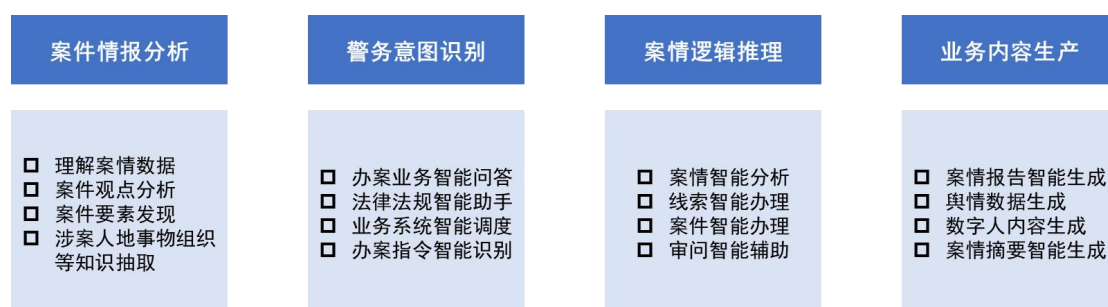 案件情报分析
理解案情数据
案件观点分析
案件要素发现
涉案人地事物组织
等知识抽取
警务意图识别
办案业务智能问答
法律法规智能助手
业务系统智能调度
办案指令智能识别
案情逻辑推理
案情智能分析
线索智能办理
案件智能办理
审问智能辅助
业务内容生产
案情报告智能生成
舆情数据生成
数字人内容生成
案情摘要智能生成